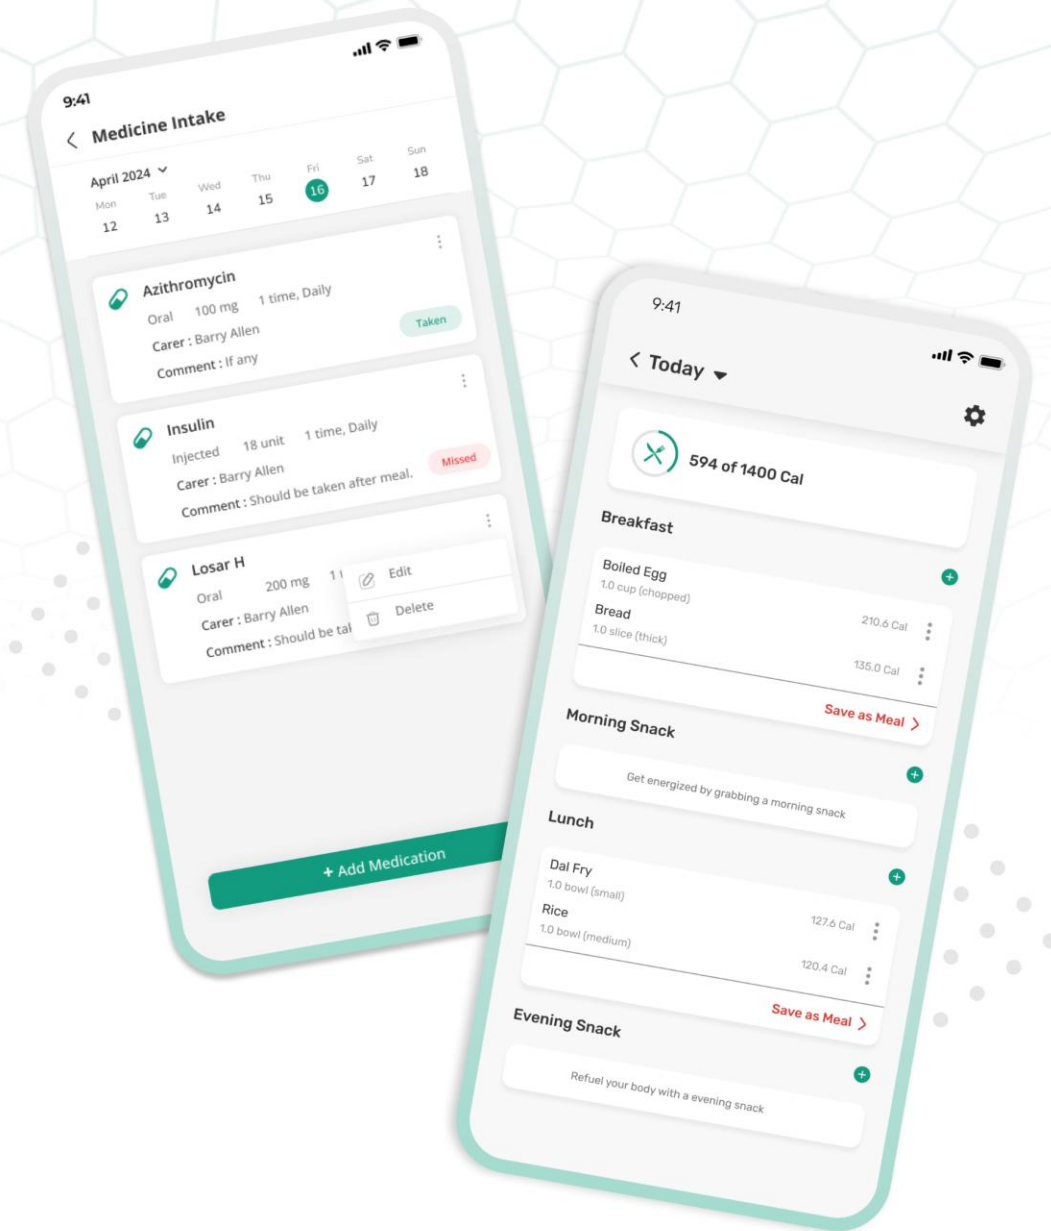 9:41
Medicine Intake
April 2024
Mon Tue Wed Thu Fri Sat Sun
12 13 14 15 16 17 18
Azithromycin
Oral 100 mg 1 time, Daily
Carer : Barry Allen
Comment : If any
Taken
Insulin
Injected 18 unit 1 time, Daily
Carer : Barry Allen
Comment : Should be taken after meal.
Missed
Losar H
Oral 200 mg 1
Carer : Barry Allen
Comment : Should be
Edit
Delete
+ Add Medication
9:41
Today
594 of 1400 Cal
Breakfast
Boiled Egg
1.0 cup (chopped)
210.6 Cal
Bread
1.0 slice (thick)
135.0 Cal
Save as Meal
Morning Snack
Get energized by grabbing a morning snack
Lunch
Dal Fry
1.0 bowl (small)
127.6 Cal
Rice
1.0 bowl (medium)
120.4 Cal
Save as Meal
Evening Snack
Refuel your body with a evening snack